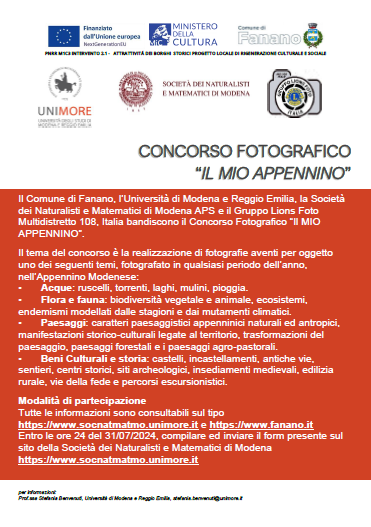 Finanziato
dall'Unione europea
NextGenerationEU
MINISTERO
DELLA
CULTURA
Comune di
Fanano
PNRR M1C3 INTERVENTO 2.1 - ATTRATTIVITÀ DEI BORGHI STORICI PROGETTO LOCALE DI RIGENERAZIONE CULTURALE E SOCIALE
UNIMORE
UNIVERSITÀ DEGLI STUDI DI
MODENA E REGGIO EMILIA
SOCIETÀ DEI NATURALISTI
E MATEMATICI DI MODENA
ITALIA
CONCORSO FOTOGRAFICO
“IL MIO APPENNINO”
Il Comune di Fanano, l’Università di Modena e Reggio Emilia, la Società
dei Naturalisti e Matematici di Modena APS e il Gruppo Lions Foto
Multidistretto 108, Italia bandiscono il Concorso Fotografico "Il MIO
APPENNINO".
Il tema del concorso è la realizzazione di fotografie aventi per oggetto
uno dei seguenti temi, fotografato in qualsiasi periodo dell’anno,
nell’Appennino Modenese:
- Acque: ruscelli, torrenti, laghi, mulini, pioggia.
- Flora e fauna: biodiversità vegetale e animale, ecosistemi,
endemismi modellati dalle stagioni e dai mutamenti climatici.
- Paesaggi: caratteri paesaggistici appenninici naturali ed antropici,
manifestazioni storico-culturali legate al territorio, trasformazioni del
paesaggio, paesaggi forestali e i paesaggi agro-pastorali.
- Beni Culturali e storia: castelli, incastellamenti, antiche vie,
sentieri, centri storici, siti archeologici, insediamenti medievali, edilizia
rurale, vie della fede e percorsi escursionistici.
Modalità di partecipazione
Tutte le informazioni sono consultabili sul tipo
https://www.socnatmatmo.unimore.it e https://www.fanano.it
Entro le ore 24 del 31/07/2024, compilare ed inviare il form presente sul
sito della Società dei Naturalisti e Matematici di Modena
https://www.socnatmatmo.unimore.it
per informazioni:
Prof.ssa Stefania Benvenuti, Università di Modena e Reggio Emilia, stefania.benvenuti@unimore.it